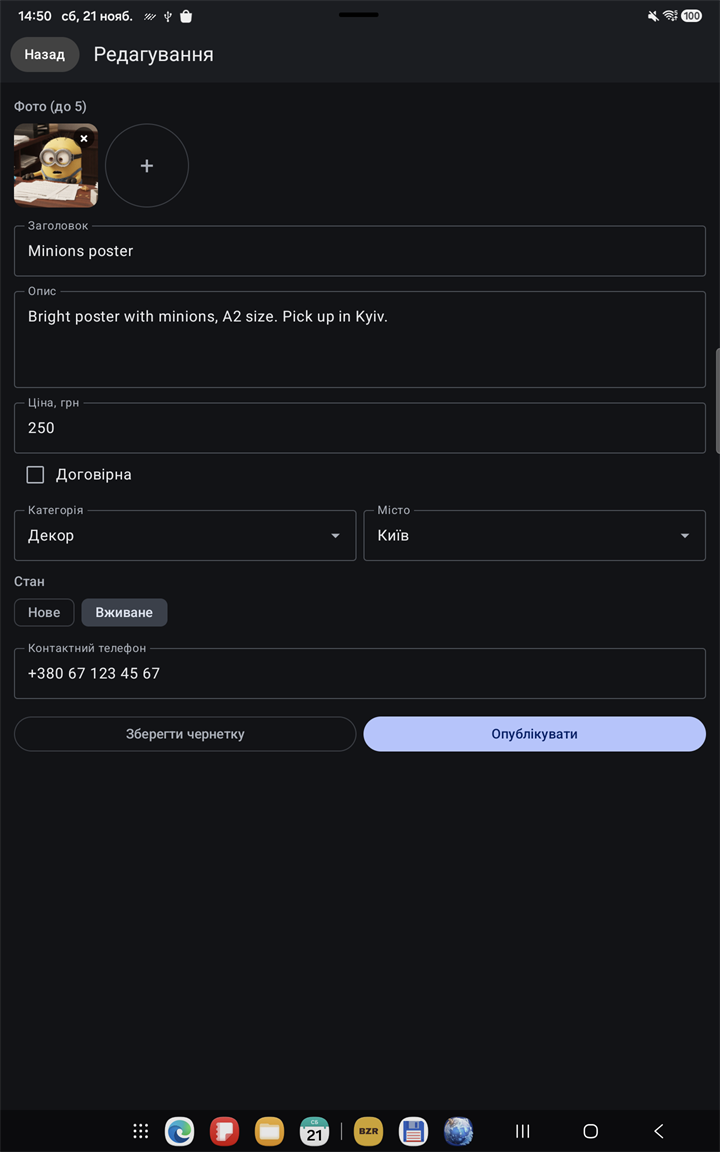 14:50 сб, 21 нояб.
100
Назад
Редагування
Фото (до 5)
Заголовок
Minions poster
Опис
Bright poster with minions, A2 size. Pick up in Kyiv.
Ціна, грн
250
Договірна
Категорія
Декор
Місто
Київ
Стан
Нове
Вживане
Контактний телефон
+380 67 123 45 67
Зберегти чернетку
Опублікувати
СБ
21
BZR